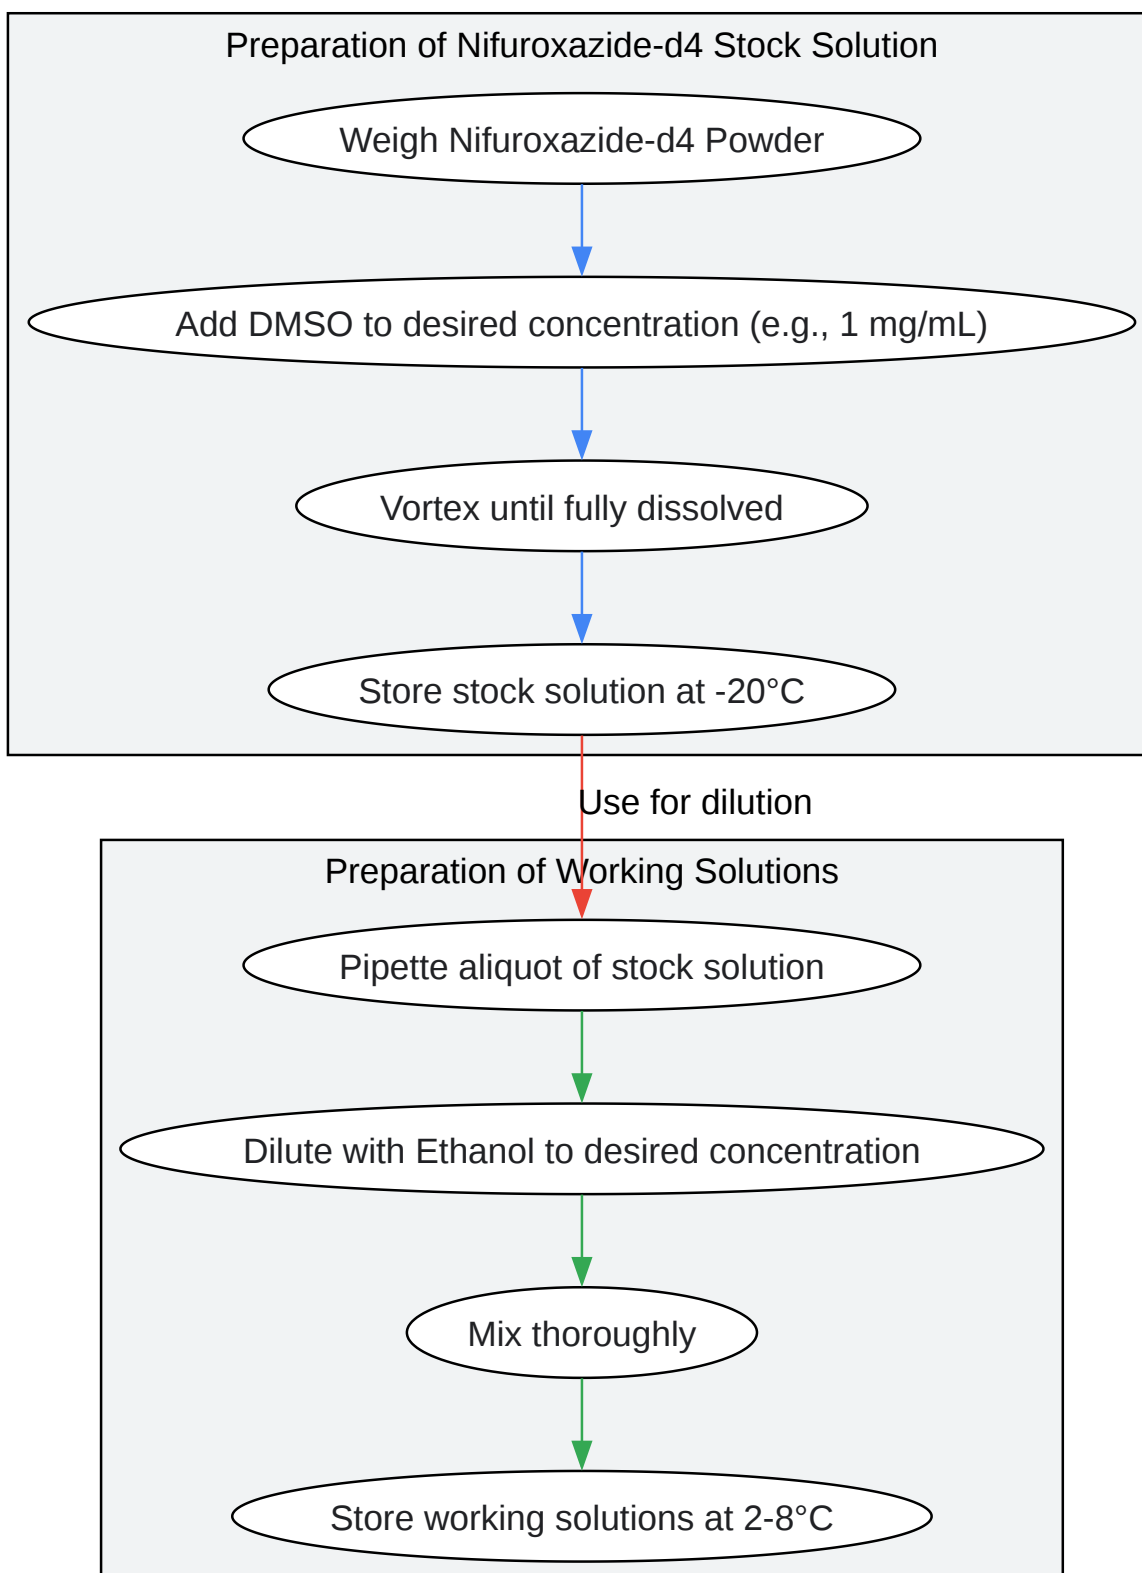 Preparation of Nifuroxazide-d4 Stock Solution
Weigh Nifuroxazide-d4 Powder
Add DMSO to desired concentration (e.g., 1 mg/mL)
Vortex until fully dissolved
Store stock solution at -20°C
Use for dilution
Preparation of Working Solutions
Pipette aliquot of stock solution
Dilute with Ethanol to desired concentration
Mix thoroughly
Store working solutions at 2-8°C